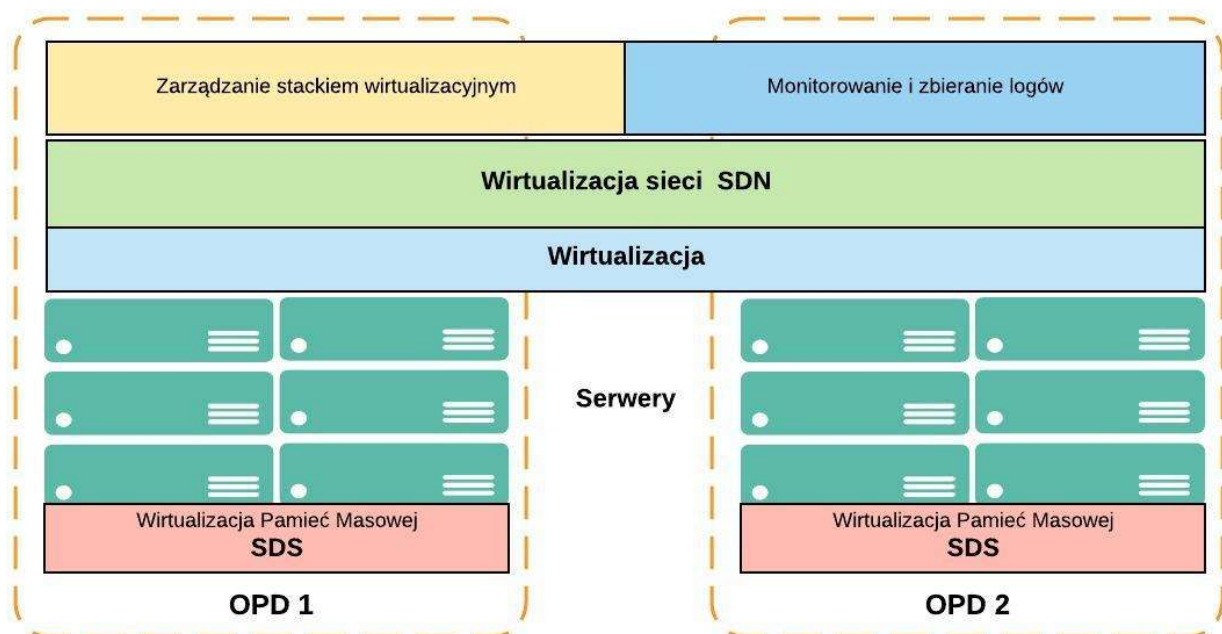 Zarządzanie stackiem wirtualizacyjnym
Monitorowanie i zbieranie logów
Wirtualizacja sieci SDN
Wirtualizacja
Serwery
Wirtualizacja Pamieć Masowej
SDS
Wirtualizacja Pamieć Masowej
SDS
OPD 1
OPD 2